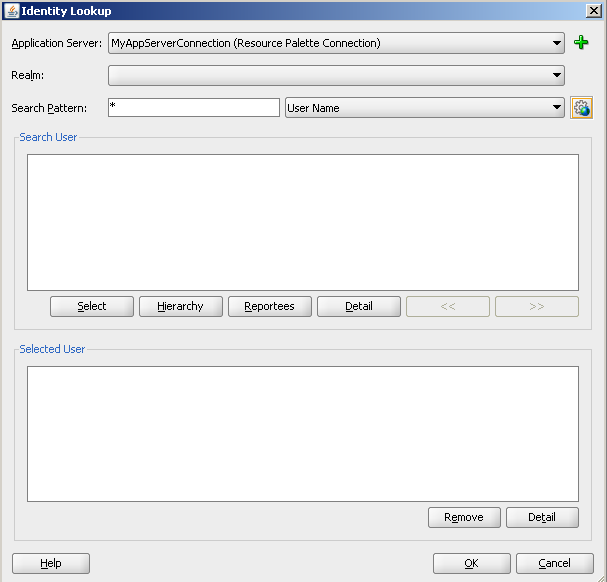 Identity Lookup
Application Server: MyAppServerConnection (Resource Palette Connection)
Realm:
Search Pattern: * User Name
Search User
Select Hierarchy Reportees Detail << >>
Selected User
Remove Detail
Help OK Cancel